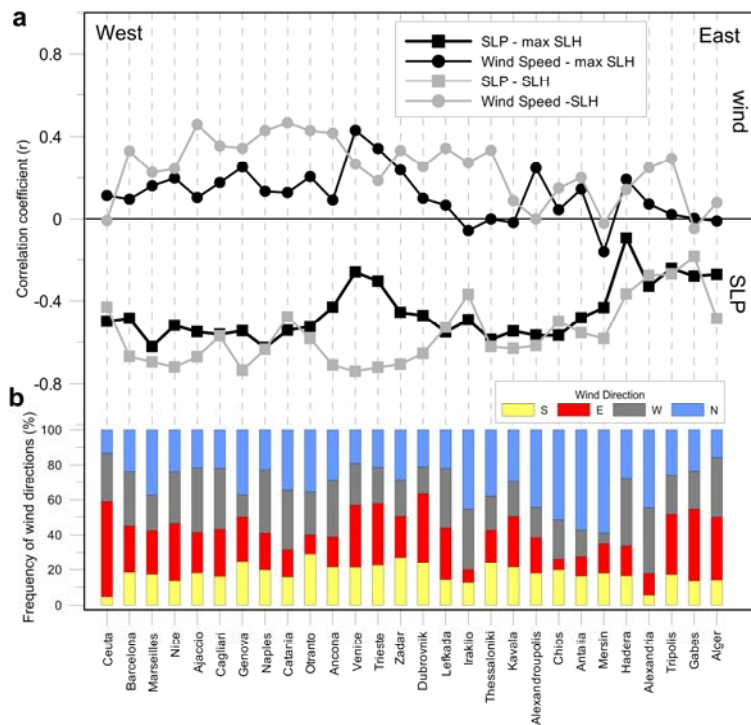 a
West
East
SLP - max SLH
Wind Speed - max SLH
SLP - SLH
Wind Speed -SLH
0.8
0.4
0
-0.4
-0.8
Correlation coefficient (r)
wind
SLP
b
Wind Direction
S E W N
100
80
60
40
20
0
Frequency of wind directions (%)
Ceuta
Barcelona
Marseilles
Nice
Ajaccio
Cagliari
Genova
Naples
Catania
Otranto
Ancona
Venice
Trieste
Zadar
Dubrovnik
Lefkada
Iraklio
Thessaloniki
Kavala
Alexandroupolis
Chios
Antalia
Mersin
Hadera
Alexandria
Tripolis
Gabes
Alger